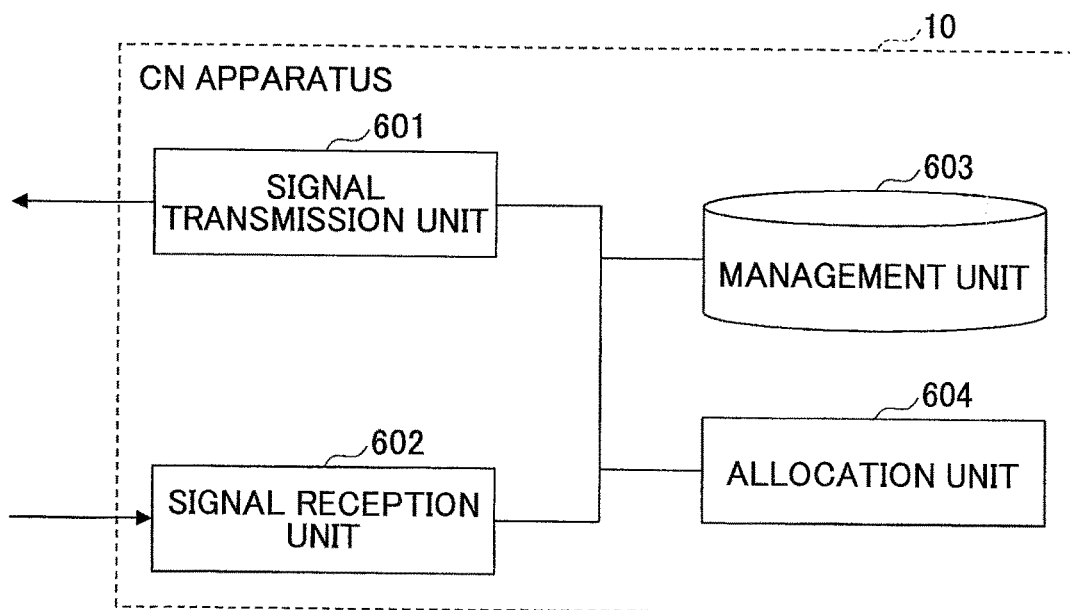 10
CN APPARATUS
601
SIGNAL
TRANSMISSION UNIT
603
MANAGEMENT UNIT
602
SIGNAL RECEPTION
UNIT
604
ALLOCATION UNIT